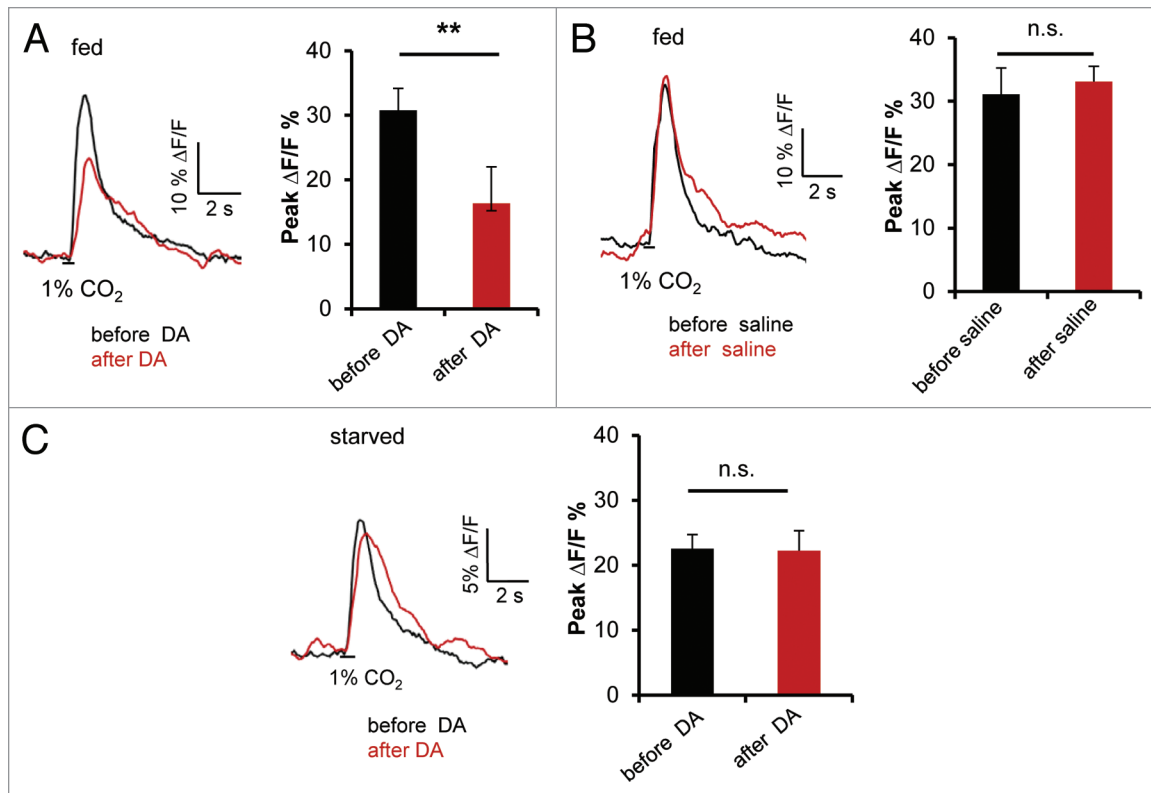 A
fed
10 % ΔF/F
2 s
1% CO₂
before DA
after DA
**
Peak ΔF/F %
40
30
20
10
0
before DA
after DA
B
fed
10 % ΔF/F
2 s
1% CO₂
before saline
after saline
n.s.
Peak ΔF/F %
40
30
20
10
0
before saline
after saline
C
starved
5% ΔF/F
2 s
1% CO₂
before DA
after DA
n.s.
Peak ΔF/F %
40
30
20
10
0
before DA
after DA